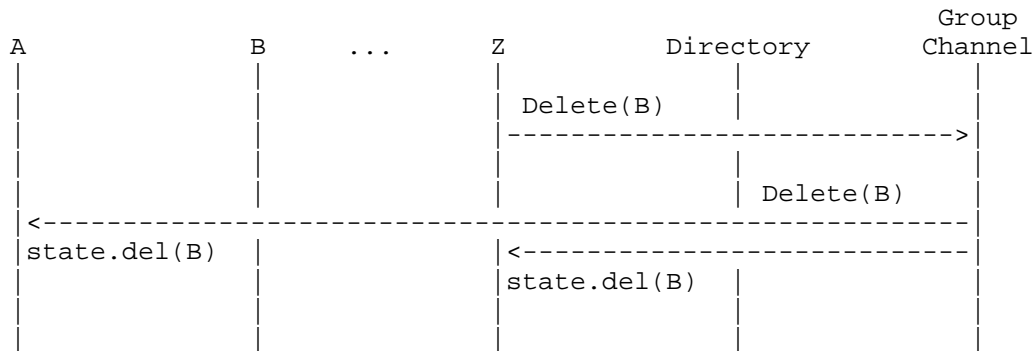 Group
A B ... Z Directory Channel
Delete(B)
Delete(B)
state.del(B)
state.del(B)